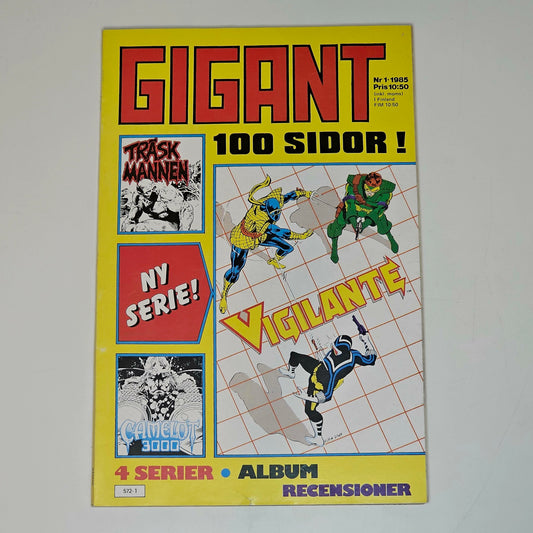 GIGANT
Nr 1·1985
Pris 10:50
(inkl. moms)
I Finland
FIM 10:50
100 SIDOR !
TRÄSK
MANNEN
NY
SERIE!
VIGILANTE
CAMELOT
3000
4 SERIER • ALBUM
RECENSIONER
572-1